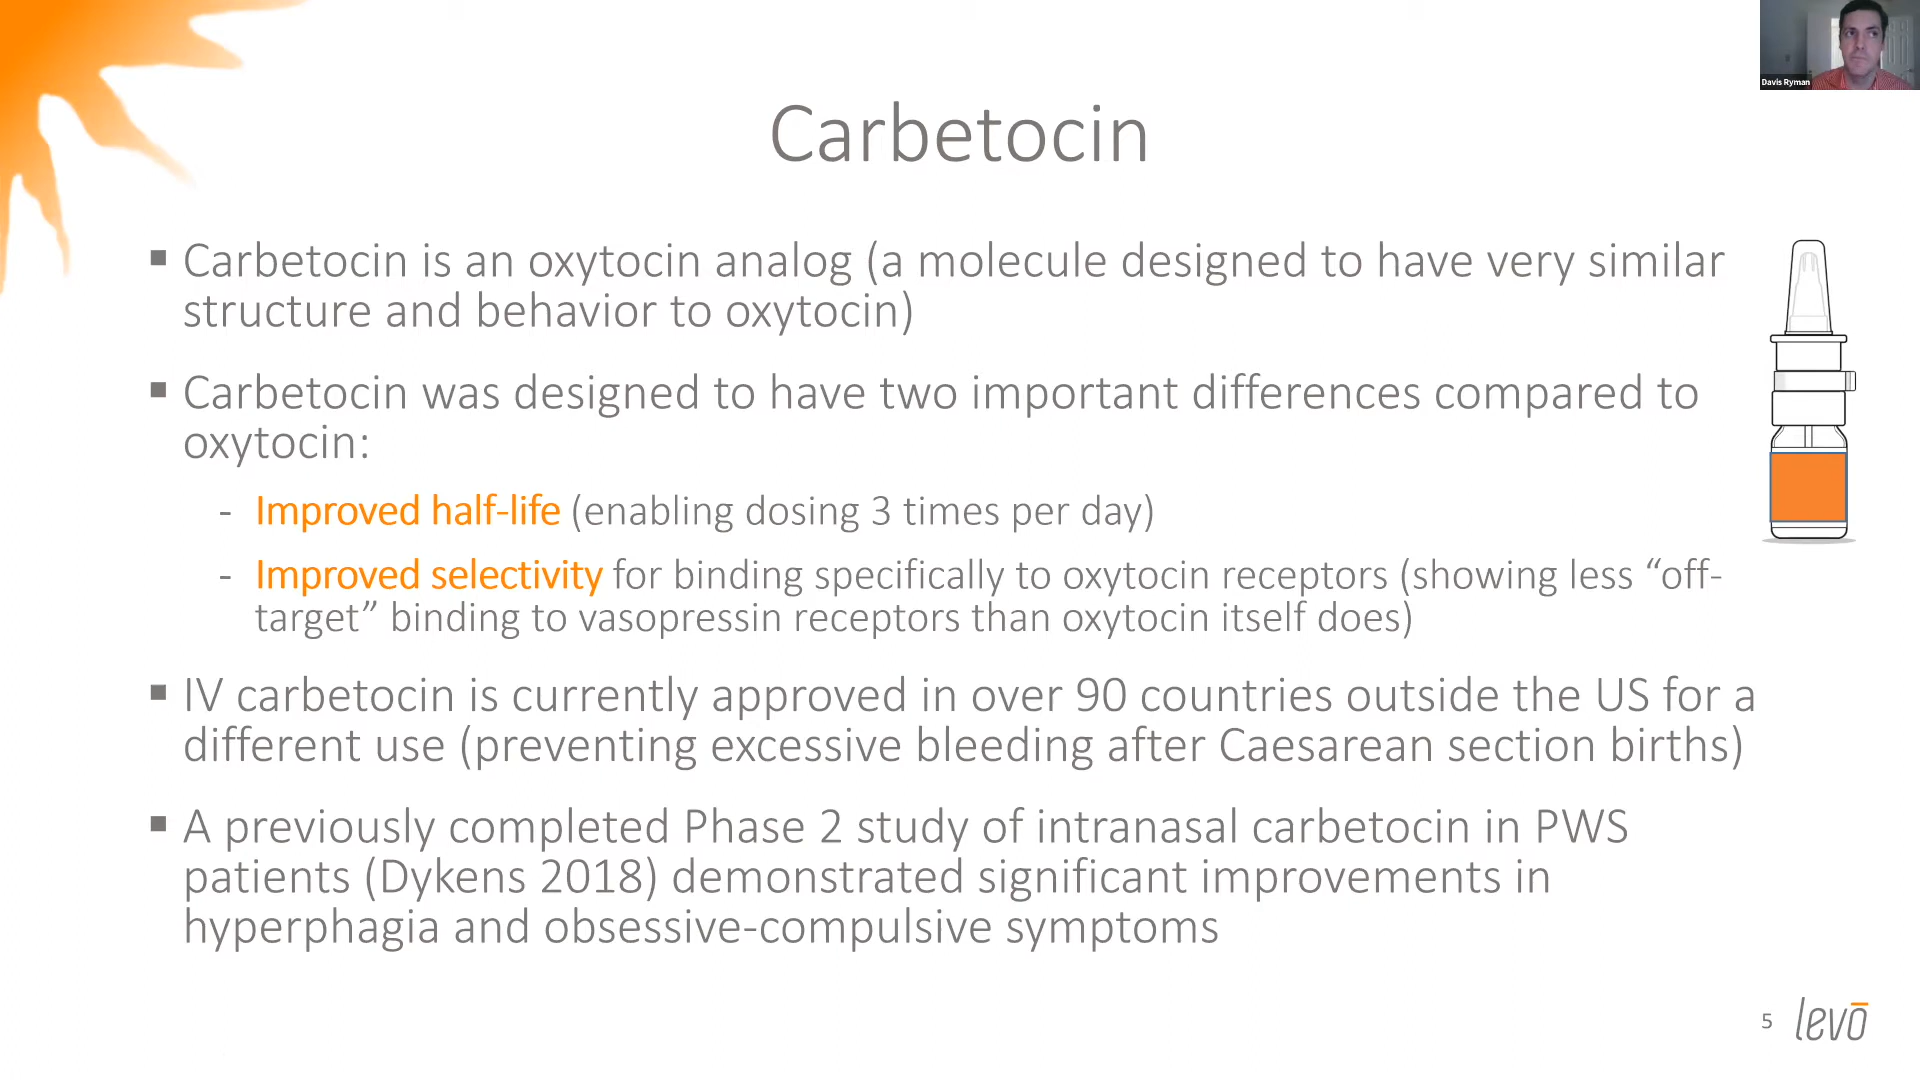 Davis Ryman
Carbetocin
▪ Carbetocin is an oxytocin analog (a molecule designed to have very similar
structure and behavior to oxytocin)
▪ Carbetocin was designed to have two important differences compared to
oxytocin:
- Improved half-life (enabling dosing 3 times per day)
- Improved selectivity for binding specifically to oxytocin receptors (showing less “off-
target” binding to vasopressin receptors than oxytocin itself does)
▪ IV carbetocin is currently approved in over 90 countries outside the US for a
different use (preventing excessive bleeding after Caesarean section births)
▪ A previously completed Phase 2 study of intranasal carbetocin in PWS
patients (Dykens 2018) demonstrated significant improvements in
hyperphagia and obsessive-compulsive symptoms
5 levō